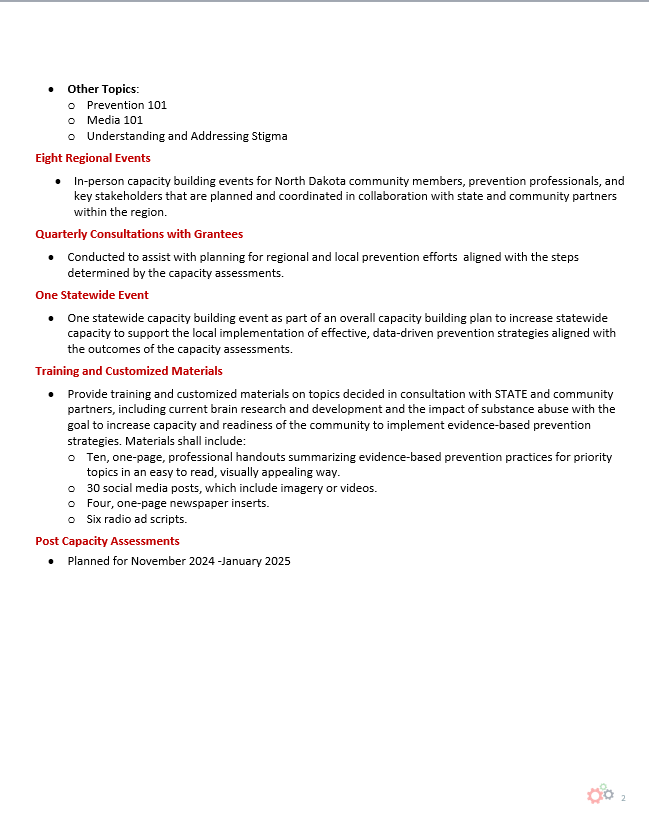 • Other Topics:
o Prevention 101
o Media 101
o Understanding and Addressing Stigma
Eight Regional Events
• In-person capacity building events for North Dakota community members, prevention professionals, and
key stakeholders that are planned and coordinated in collaboration with state and community partners
within the region.
Quarterly Consultations with Grantees
• Conducted to assist with planning for regional and local prevention efforts  aligned with the steps
determined by the capacity assessments.
One Statewide Event
• One statewide capacity building event as part of an overall capacity building plan to increase statewide
capacity to support the local implementation of effective, data-driven prevention strategies aligned with
the outcomes of the capacity assessments.
Training and Customized Materials
• Provide training and customized materials on topics decided in consultation with STATE and community
partners, including current brain research and development and the impact of substance abuse with the
goal to increase capacity and readiness of the community to implement evidence-based prevention
strategies. Materials shall include:
o Ten, one-page, professional handouts summarizing evidence-based prevention practices for priority
topics in an easy to read, visually appealing way.
o 30 social media posts, which include imagery or videos.
o Four, one-page newspaper inserts.
o Six radio ad scripts.
Post Capacity Assessments
• Planned for November 2024 -January 2025
2